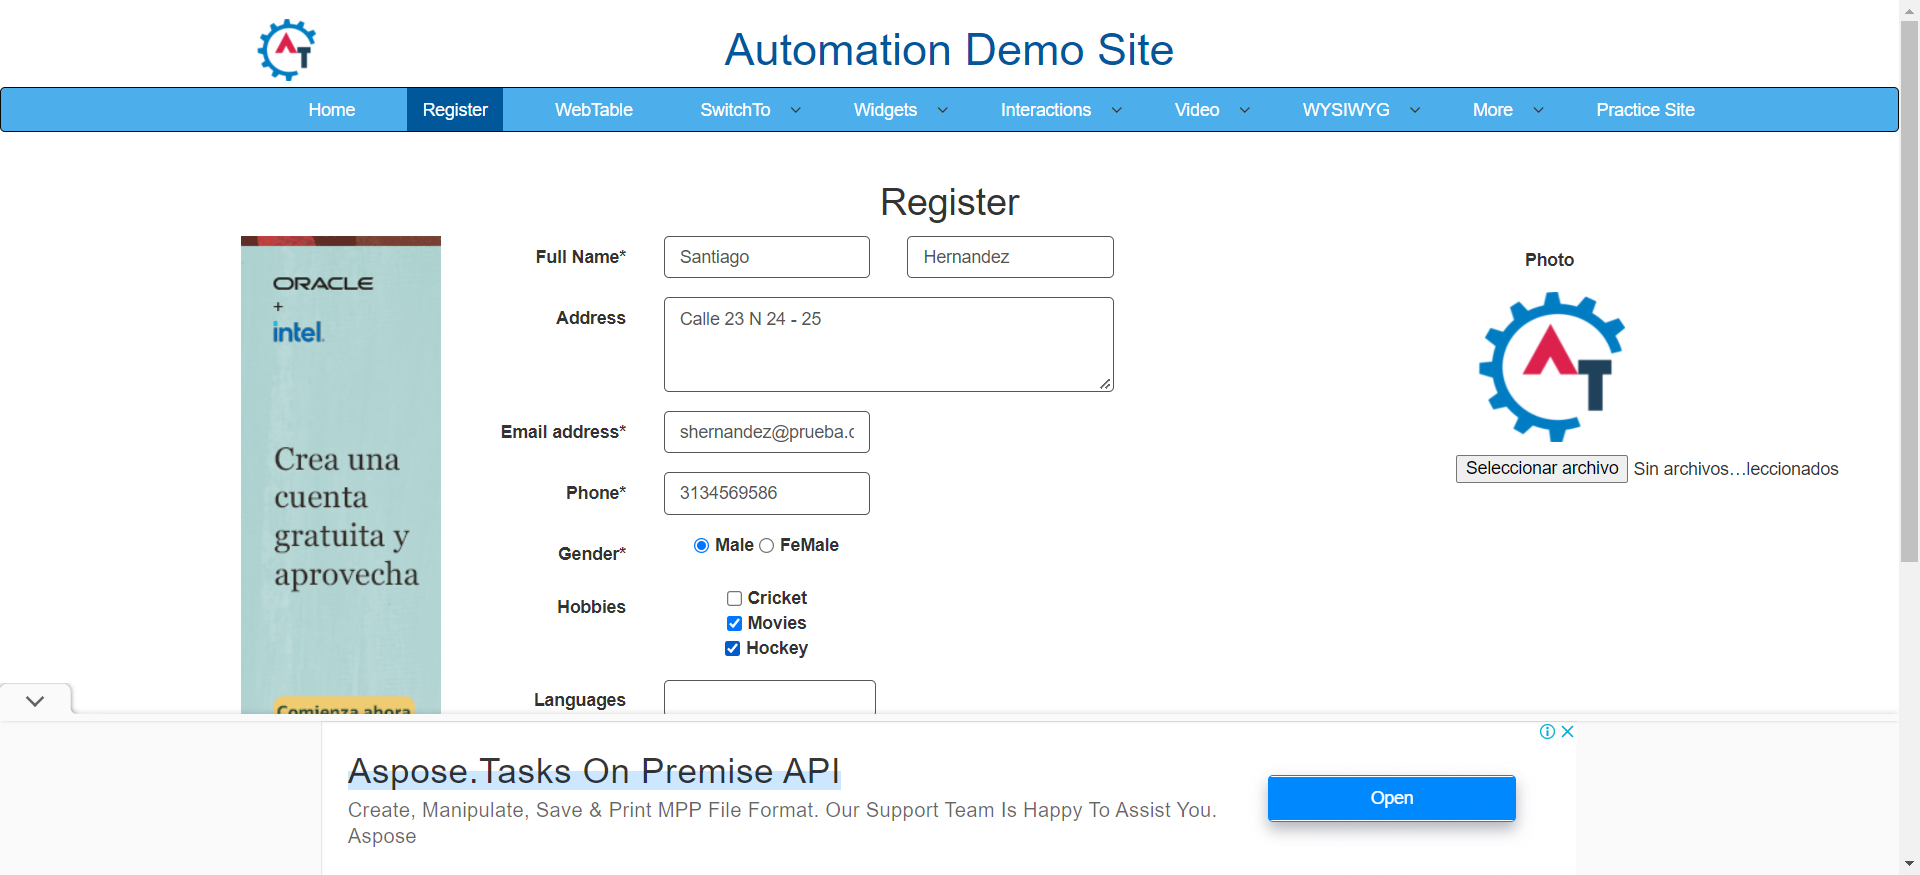 AT
Automation Demo Site
Home Register WebTable SwitchTo Widgets Interactions Video WYSIWYG More Practice Site
Register
ORACLE
+
intel.
Crea una
cuenta
gratuita y
aprovecha
Comienza ahora
Full Name* Santiago Hernandez
Address Calle 23 N 24 - 25
Email address* shernandez@prueba.c
Phone* 3134569586
Gender* Male FeMale
Hobbies Cricket
Movies
Hockey
Languages
Photo
AT
Seleccionar archivo Sin archivos…leccionados
Aspose.Tasks On Premise API
Create, Manipulate, Save & Print MPP File Format. Our Support Team Is Happy To Assist You.
Aspose
Open